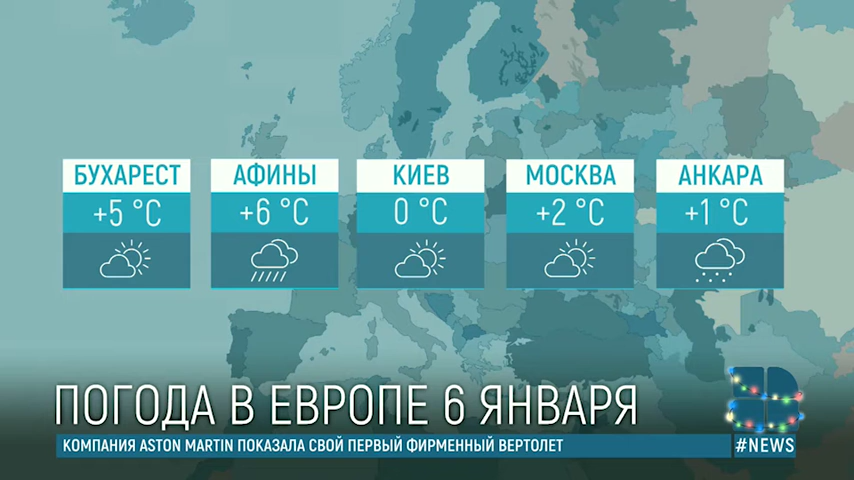 БУХАРЕСТ АФИНЫ КИЕВ МОСКВА АНКАРА
+5 °C +6 °C 0 °C +2 °C +1 °C
ПОГОДА В ЕВРОПЕ 6 ЯНВАРЯ
КОМПАНИЯ ASTON MARTIN ПОКАЗАЛА СВОЙ ПЕРВЫЙ ФИРМЕННЫЙ ВЕРТОЛЕТ #NEWS